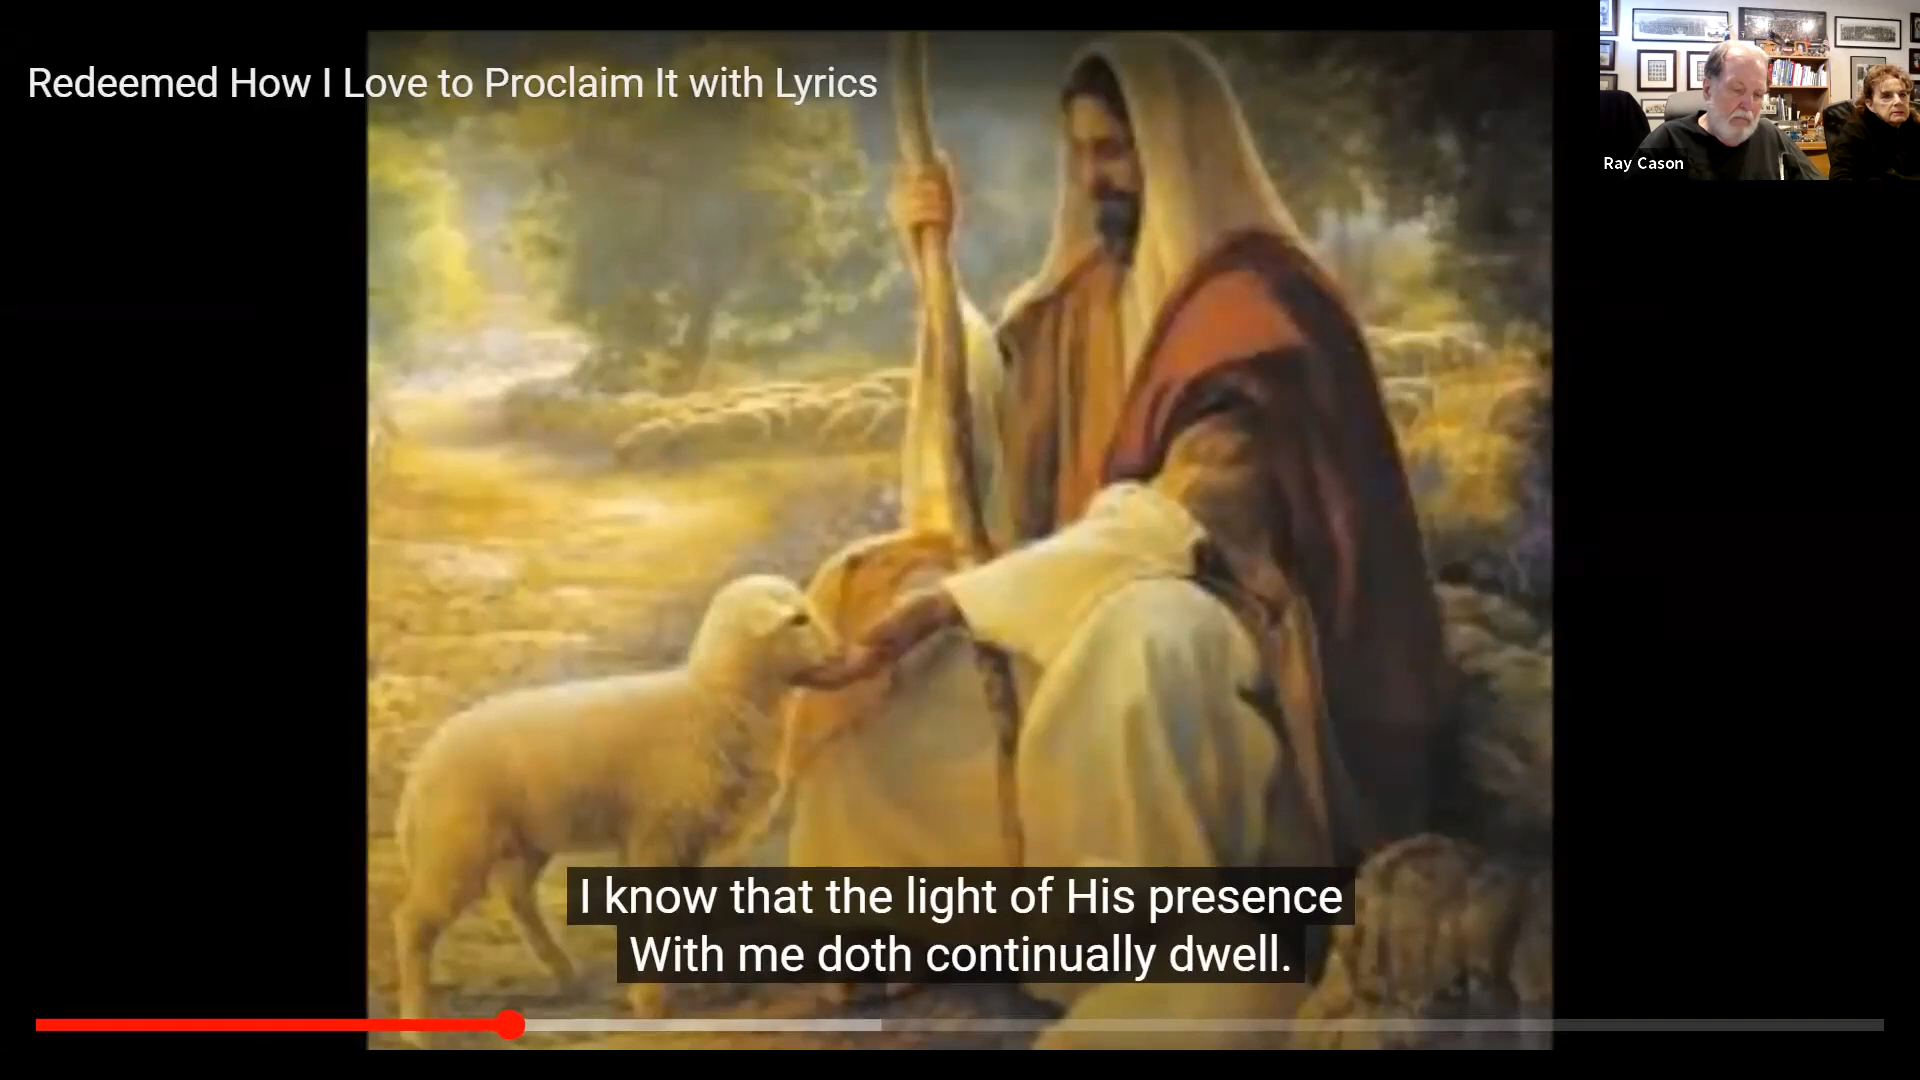 Redeemed How I Love to Proclaim It with Lyrics
Ray Cason
I know that the light of His presence
With me doth continually dwell.